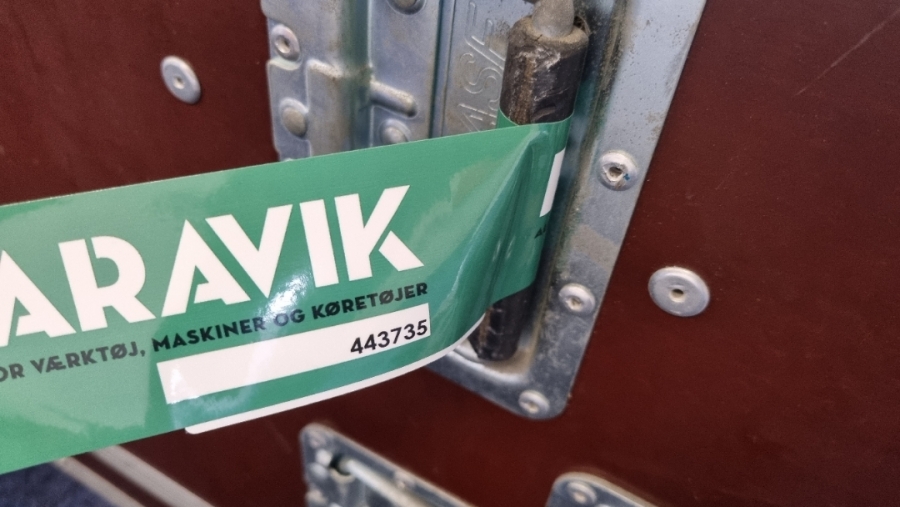 ARAVIK
OR VÆRKTØJ, MASKINER OG KØRETØJER
443735